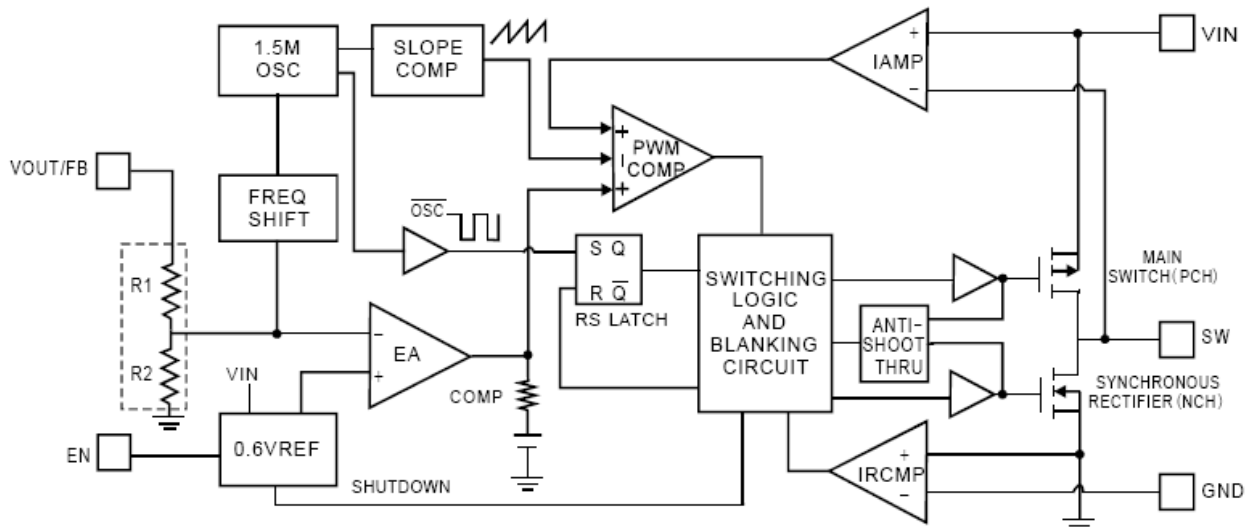 1.5M
OSC
SLOPE
COMP
+
IAMP
−
VIN
VOUT/FB
FREQ
SHIFT
+
PWM
I
COMP
+
OSC
R1
S Q
R Q
RS LATCH
SWITCHING
LOGIC
AND
BLANKING
CIRCUIT
MAIN
SWITCH(PCH)
ANTI-
SHOOT
THRU
SW
−
EA
+
R2
VIN
COMP
SYNCHRONOUS
RECTIFIER(NCH)
EN
0.6VREF
SHUTDOWN
+
IRCMP
−
GND